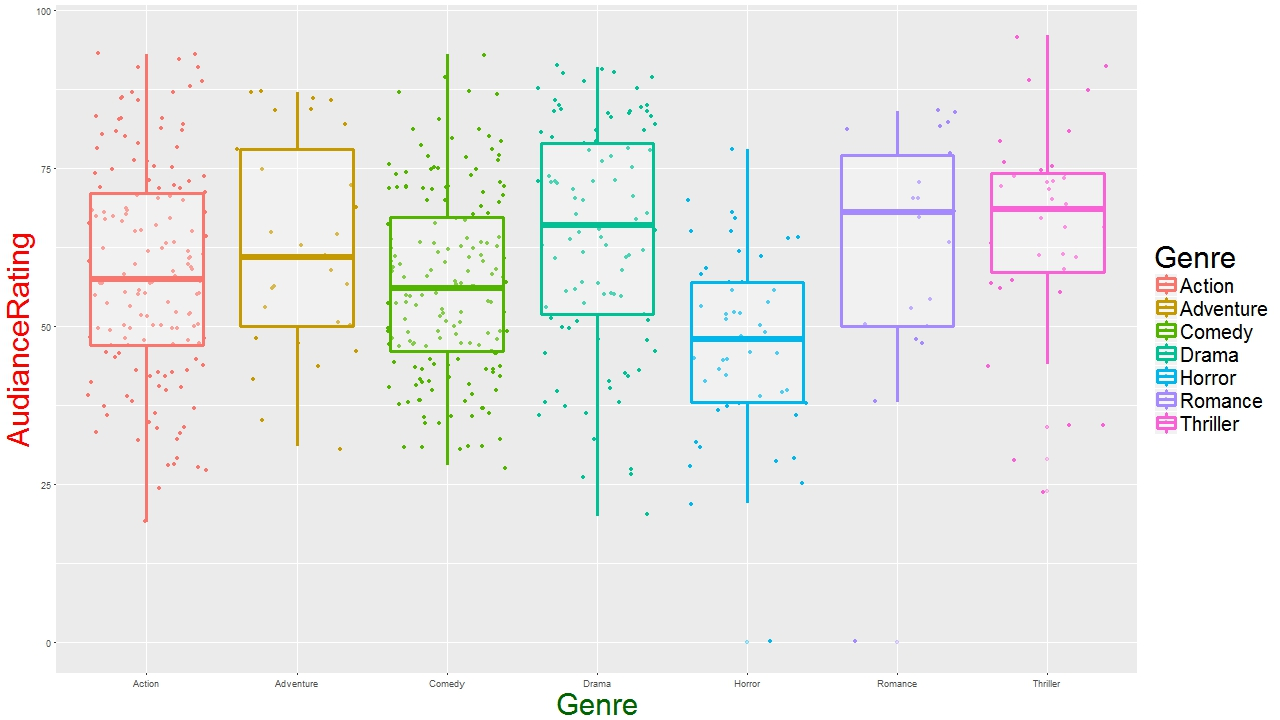 AudianceRating
100
75
50
25
0
Action Adventure Comedy Drama Horror Romance Thriller
Genre
Genre
Action
Adventure
Comedy
Drama
Horror
Romance
Thriller